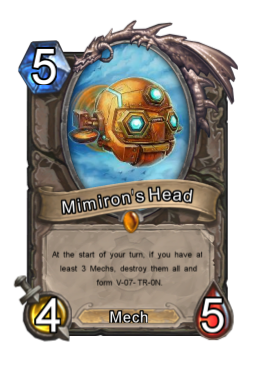 5
Mimiron's Head
At the start of your turn, if you have at
least 3 Mechs, destroy them all and
form V-07-TR-0N.
4
Mech
5